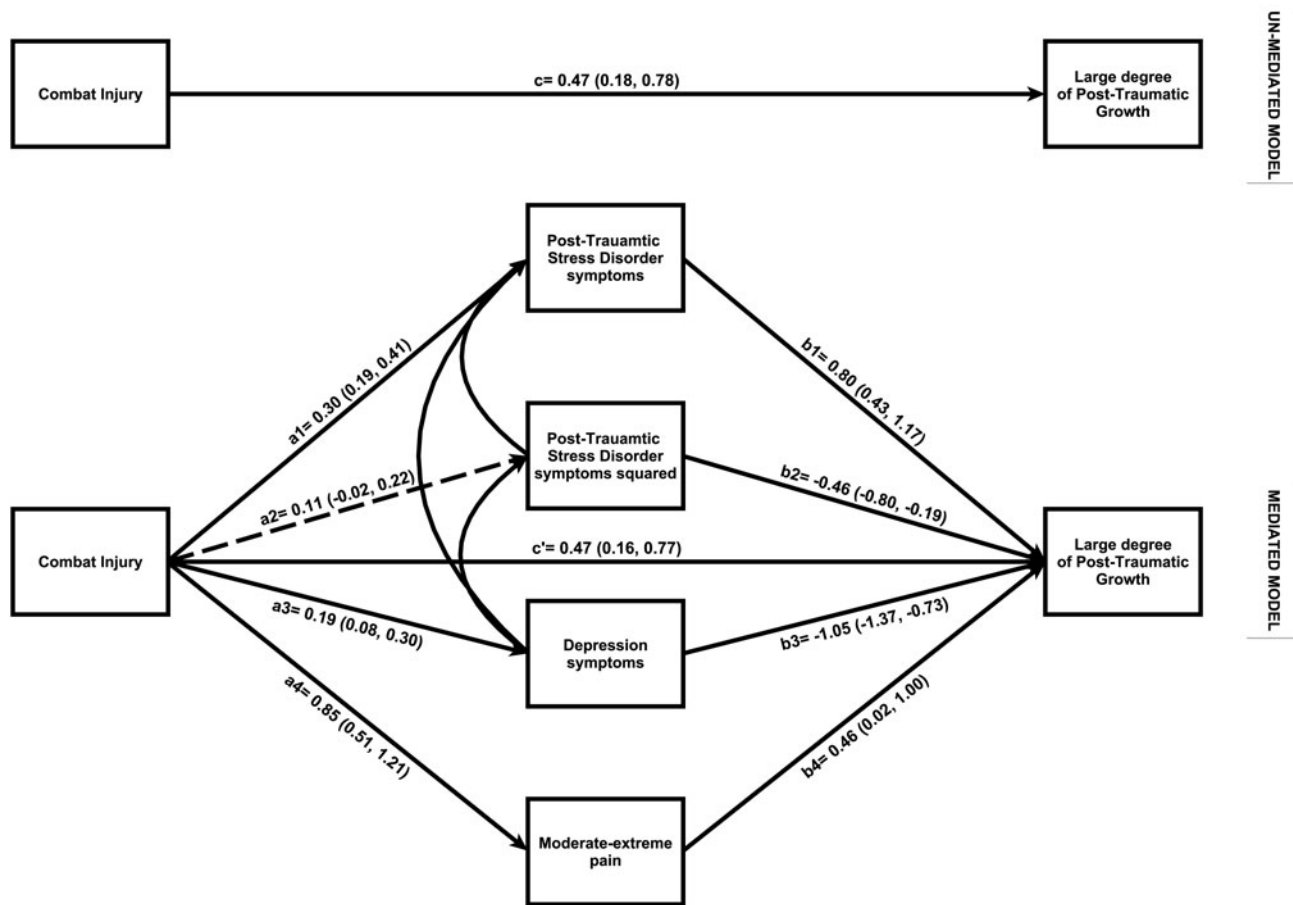 Combat Injury
c= 0.47 (0.18, 0.78)
Large degree
of Post-Traumatic
Growth
UN-MEDIATED MODEL
Post-Trauamtic
Stress Disorder
symptoms
a1= 0.30 (0.19, 0.41)
b1= 0.80 (0.43, 1.17)
Post-Trauamtic
Stress Disorder
symptoms squared
a2= 0.11 (-0.02, 0.22)
b2= -0.46 (-0.80, -0.19)
Combat Injury
c'= 0.47 (0.16, 0.77)
Large degree
of Post-Traumatic
Growth
MEDIATED MODEL
a3= 0.19 (0.08, 0.30)
Depression
symptoms
b3= -1.05 (-1.37, -0.73)
a4= 0.85 (0.51, 1.21)
b4= 0.46 (0.02, 1.00)
Moderate-extreme
pain